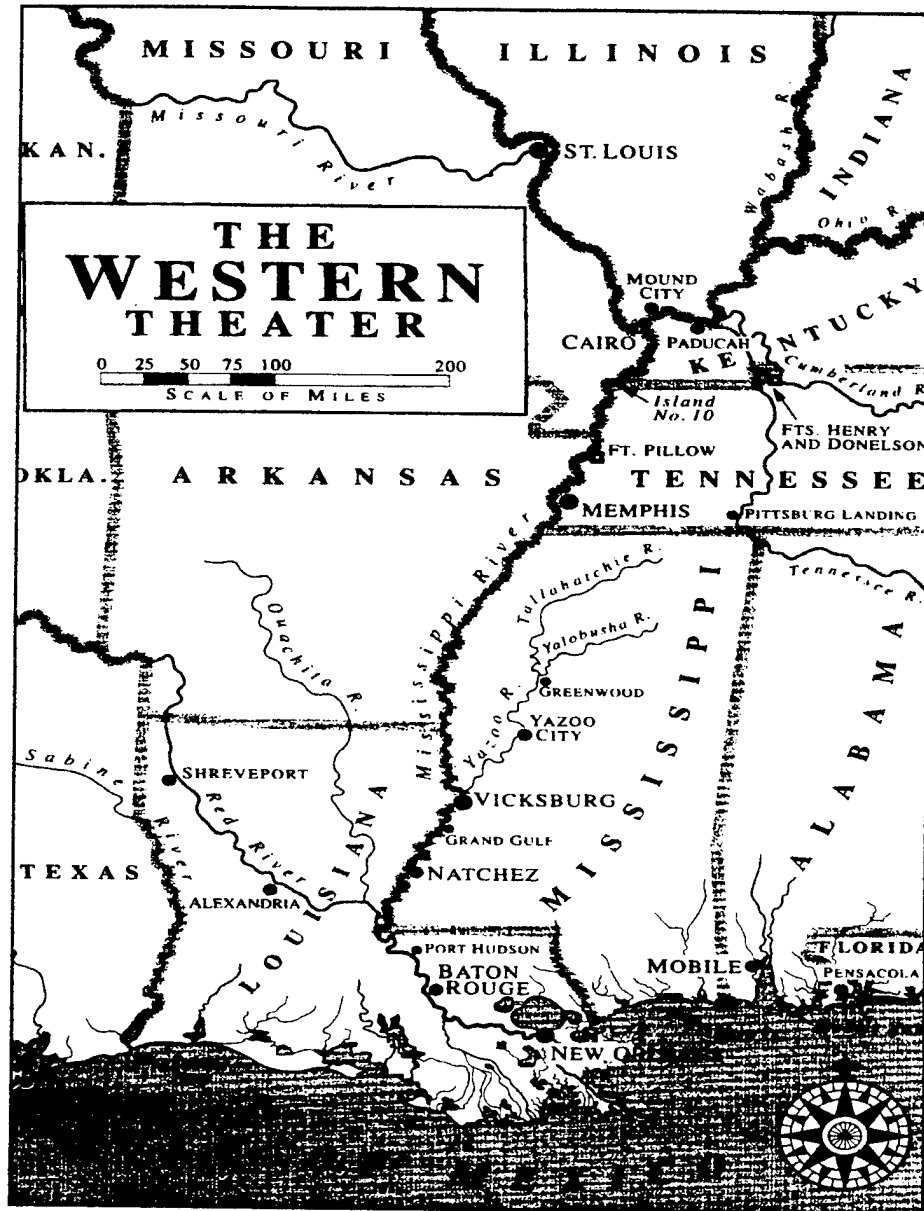 MISSOURI
ILLINOIS
INDIANA
Missouri River
Wabash R.
KAN.
ST. LOUIS
Ohio R.
THE
WESTERN
THEATER
0 25 50 75 100 200
SCALE OF MILES
MOUND
CITY
CAIRO
PADUCAH
KENTUCKY
Cumberland R.
Island
No. 10
FTS. HENRY
AND DONELSON
FT. PILLOW
OKLA.
ARKANSAS
TENNESSEE
MEMPHIS
PITTSBURG LANDING
Tennessee R.
Mississippi River
Tallahatchie R.
Yalobusha R.
Ouachita R.
GREENWOOD
Yazoo R.
YAZOO
CITY
MISSISSIPPI
ALABAMA
Sabine River
SHREVEPORT
Red River
VICKSBURG
GRAND GULF
TEXAS
NATCHEZ
ALEXANDRIA
LOUISIANA
PORT HUDSON
BATON
ROUGE
MOBILE
FLORIDA
PENSACOLA
NEW ORLEANS
MEXICO